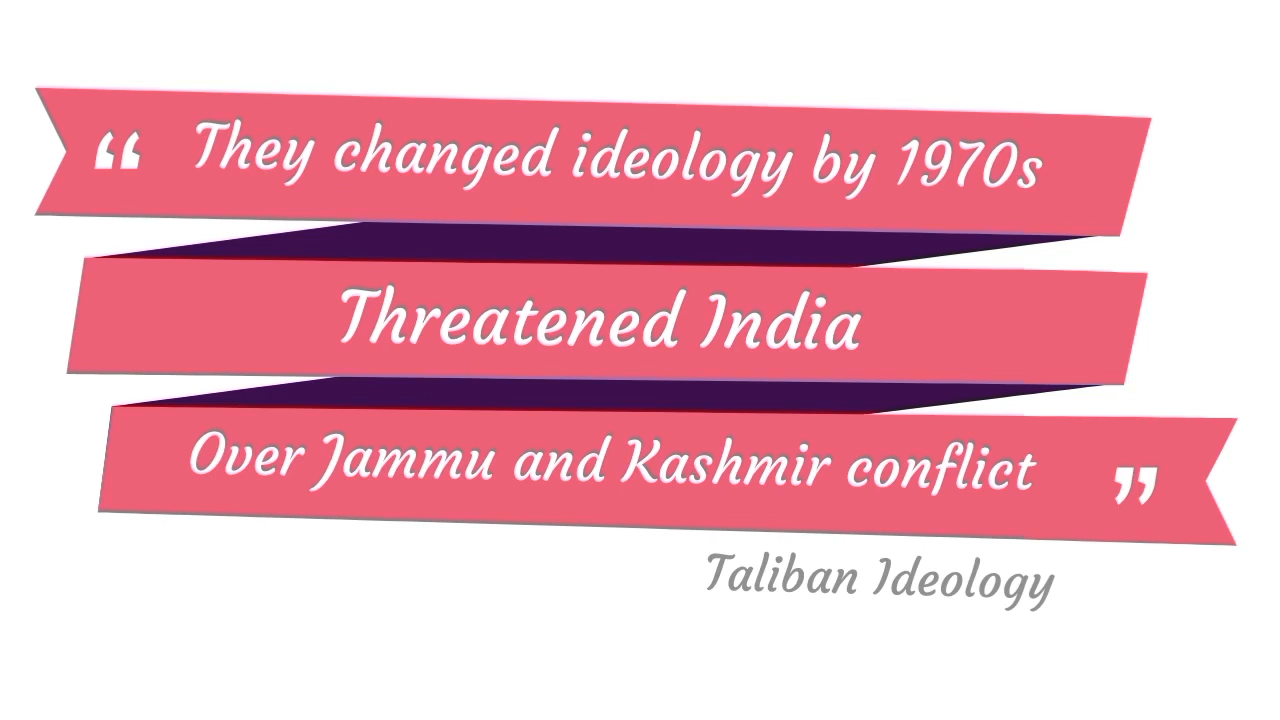 “ They changed ideology by 1970s
Threatened India
Over Jammu and Kashmir conflict ”
Taliban Ideology